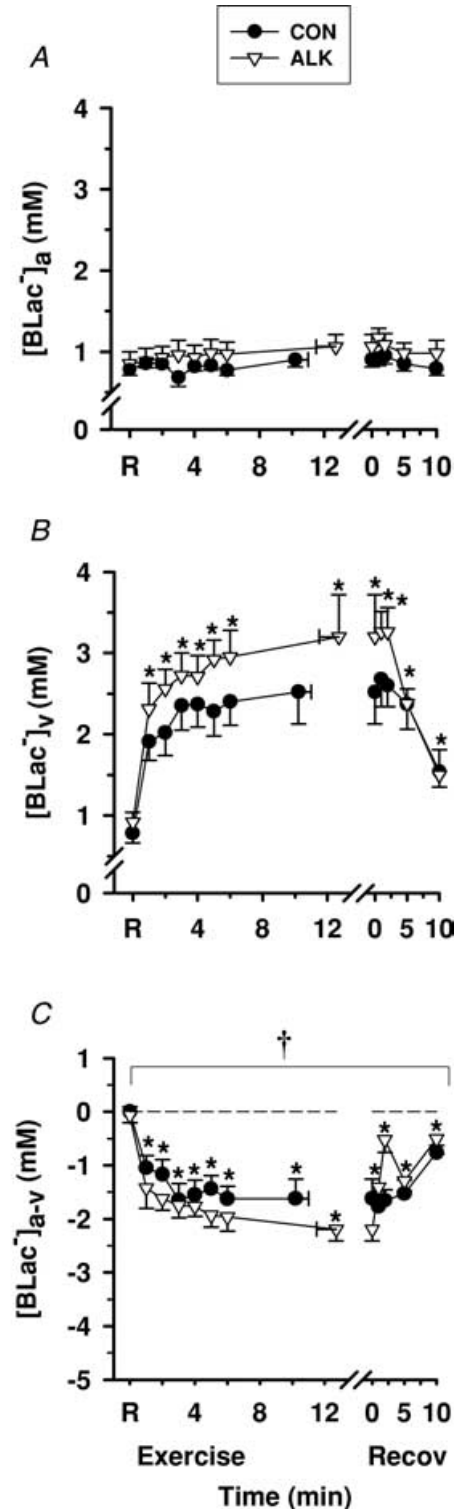 CON
ALK
A
[BLac⁻]a (mM)
4
3
2
1
0
R 4 8 12 0 5 10
B
[BLac⁻]v (mM)
4
3
2
1
0
* * * * * * * * * * * *
R 4 8 12 0 5 10
C
[BLac⁻]a-v (mM)
†
1
0
-1
-2
-3
-4
-5
* * * * * * * * * * * *
R 4 8 12 0 5 10
Exercise Recov
Time (min)